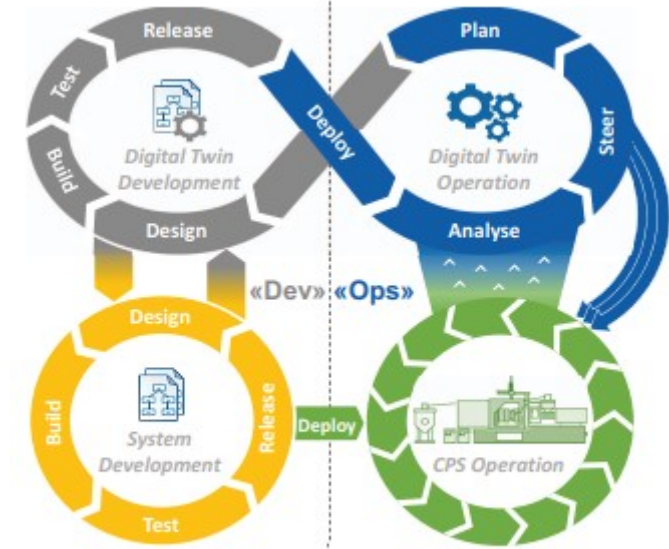 Release
Plan
Test
Deploy
Steer
Build
Digital Twin
Development
Digital Twin
Operation
Design
Analyse
«Dev» «Ops»
Design
Build
Release
Deploy
System
Development
CPS Operation
Test